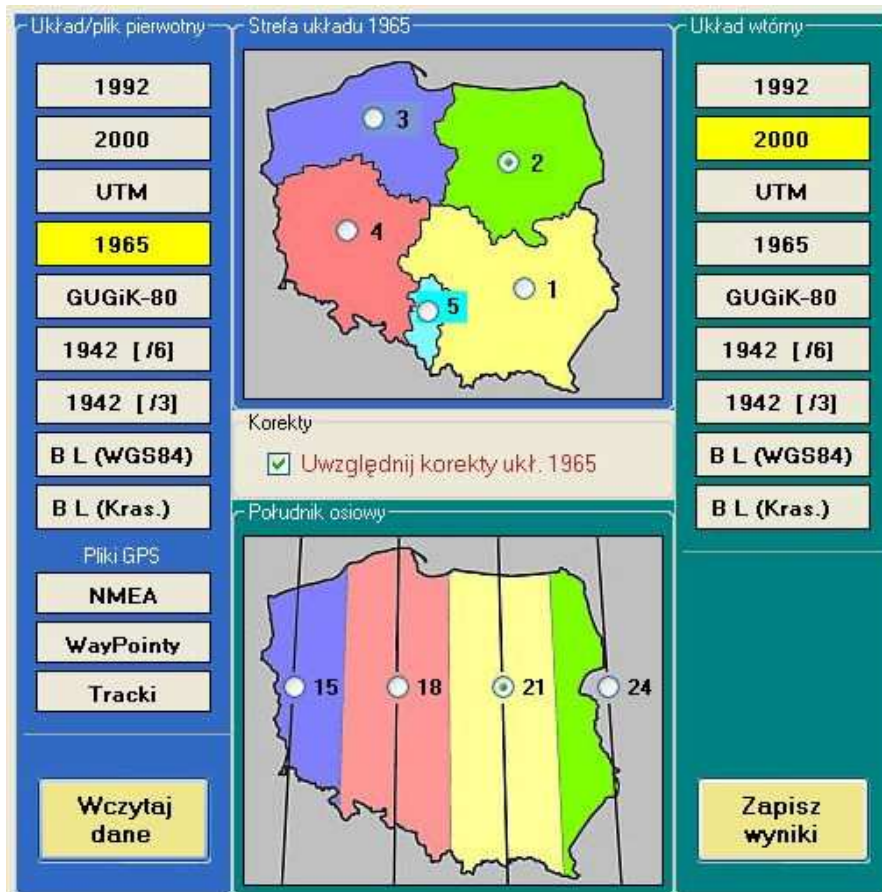 Układ/plik pierwotny
1992
2000
UTM
1965
GUGiK-80
1942 [ /6]
1942 [ /3]
B L (WGS84)
B L (Kras.)
Pliki GPS
NMEA
WayPointy
Tracki
Wczytaj
dane
Strefa układu 1965
3
2
4
1
5
Korekty
Uwzględnij korekty ukł. 1965
Południk osiowy
15
18
21
24
Układ wtórny
1992
2000
UTM
1965
GUGiK-80
1942 [ /6]
1942 [ /3]
B L (WGS84)
B L (Kras.)
Zapisz
wyniki